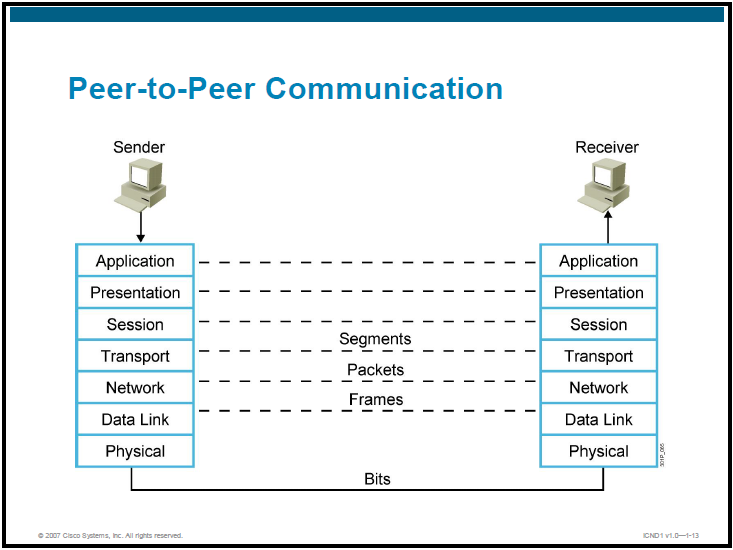 Peer-to-Peer Communication
Sender
Receiver
Application
Application
Presentation
Presentation
Session
Session
Segments
Transport
Transport
Packets
Network
Network
Frames
Data Link
Data Link
Physical
Physical
301P_065
Bits
© 2007 Cisco Systems, Inc. All rights reserved.
ICND1 v1.0—1-13